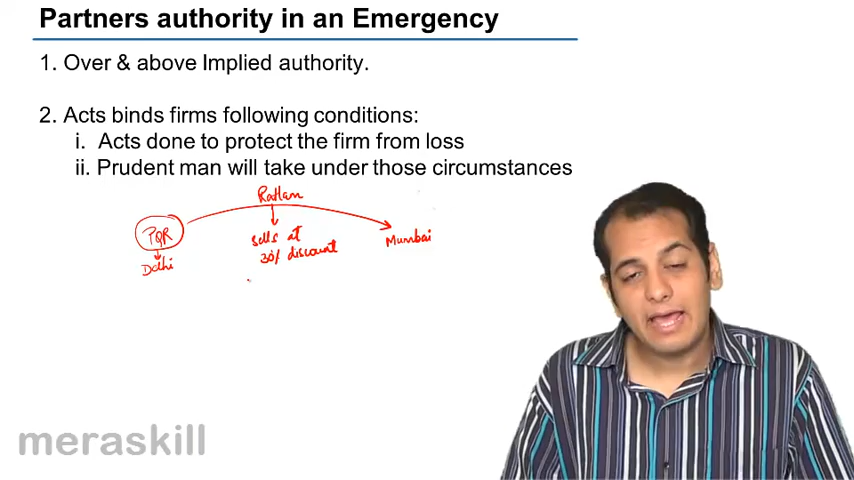 Partners authority in an Emergency
1. Over & above Implied authority.
2. Acts binds firms following conditions:
i. Acts done to protect the firm from loss
ii. Prudent man will take under those circumstances
Ratlam
PQR
sells at
30% discount
Mumbai
Delhi
meraskill